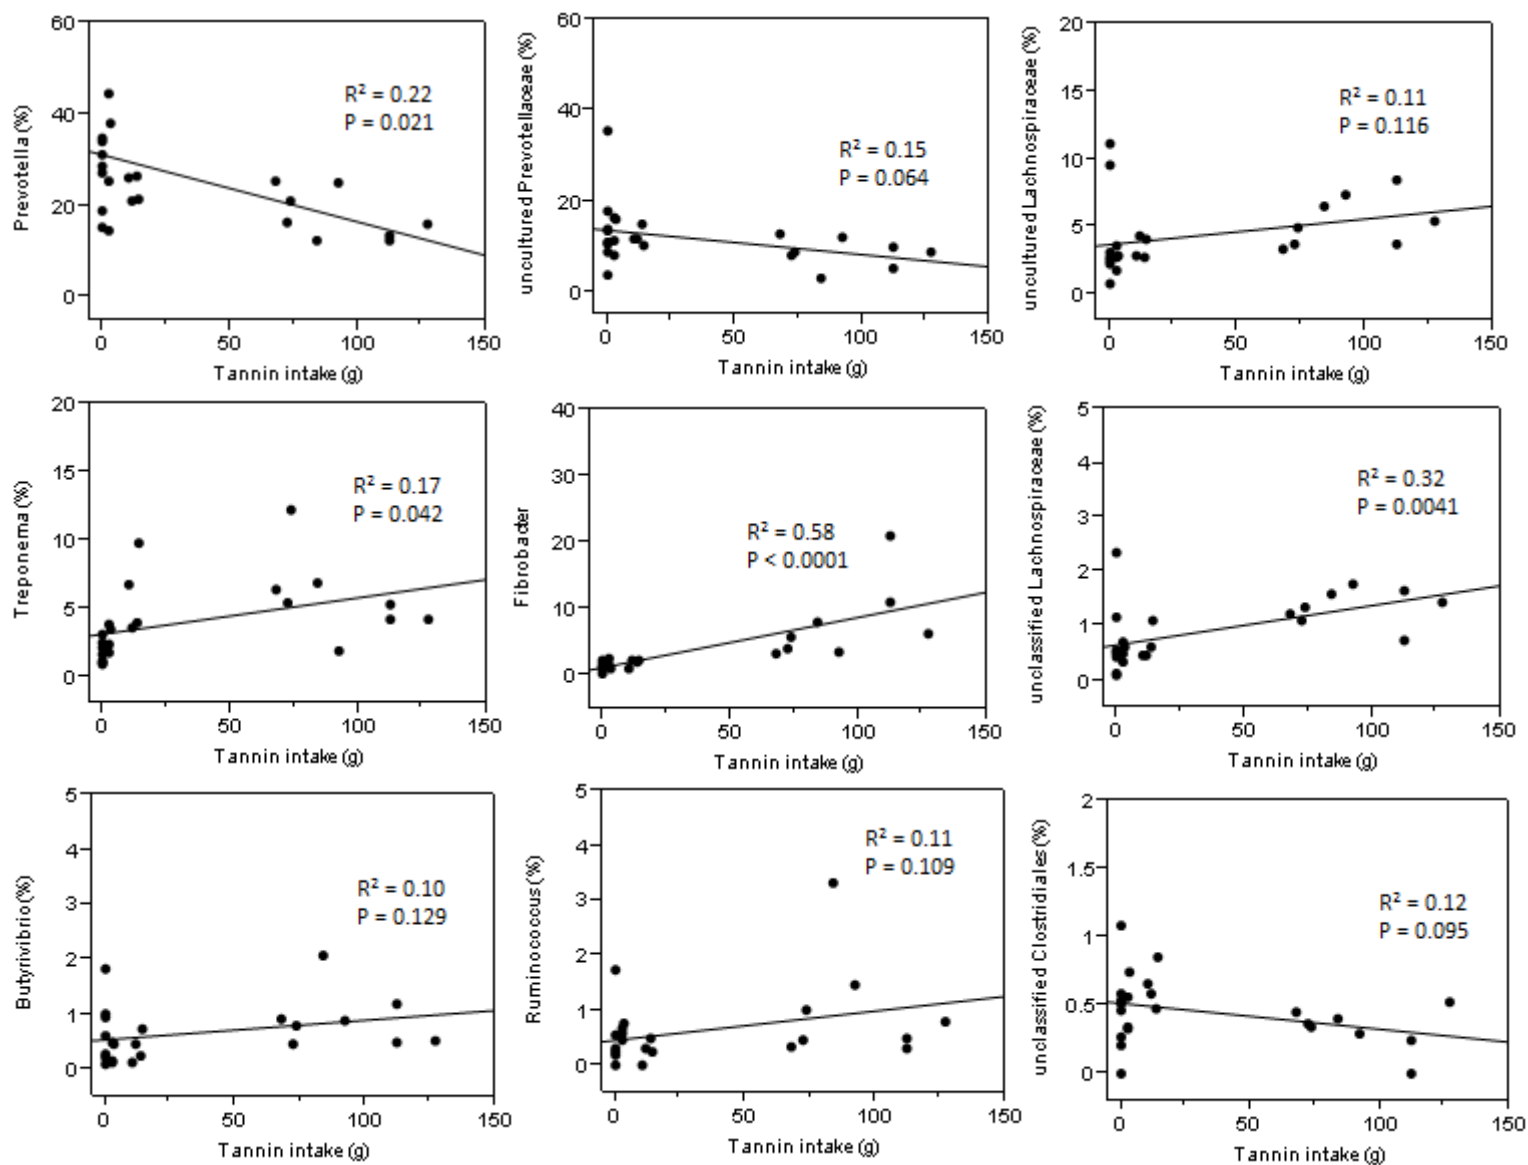 Prevotella (%)
60
40
20
0
R² = 0.22
P = 0.021
0 50 100 150
Tannin intake (g)
uncultured Prevotellaceae (%)
60
40
20
0
R² = 0.15
P = 0.064
0 50 100 150
Tannin intake (g)
uncultured Lachnospiraceae (%)
20
15
10
5
0
R² = 0.11
P = 0.116
0 50 100 150
Tannin intake (g)
Treponema (%)
20
15
10
5
0
R² = 0.17
P = 0.042
0 50 100 150
Tannin intake (g)
Fibrobacter
40
30
20
10
0
R² = 0.58
P < 0.0001
0 50 100 150
Tannin intake (g)
unclassified Lachnospiraceae (%)
5
4
3
2
1
0
R² = 0.32
P = 0.0041
0 50 100 150
Tannin intake (g)
Butyrivibrio (%)
5
4
3
2
1
0
R² = 0.10
P = 0.129
0 50 100 150
Tannin intake (g)
Ruminococcus (%)
5
4
3
2
1
0
R² = 0.11
P = 0.109
0 50 100 150
Tannin intake (g)
unclassified Clostridiales (%)
2
1.5
1
0.5
0
R² = 0.12
P = 0.095
0 50 100 150
Tannin intake (g)